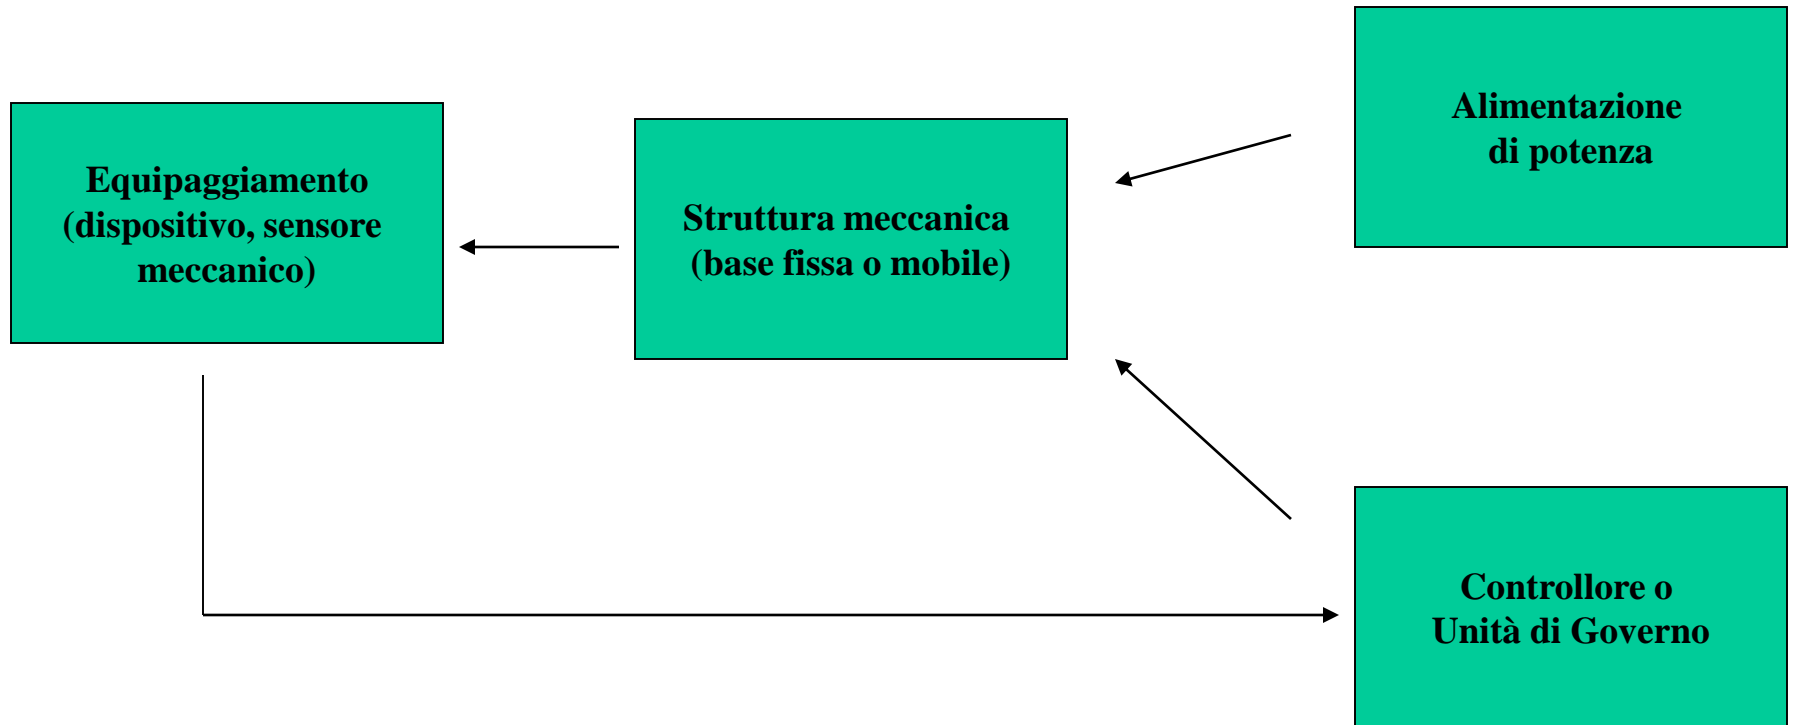 Equipaggiamento
(dispositivo, sensore
meccanico)
Struttura meccanica
(base fissa o mobile)
Alimentazione
di potenza
Controllore o
Unità di Governo